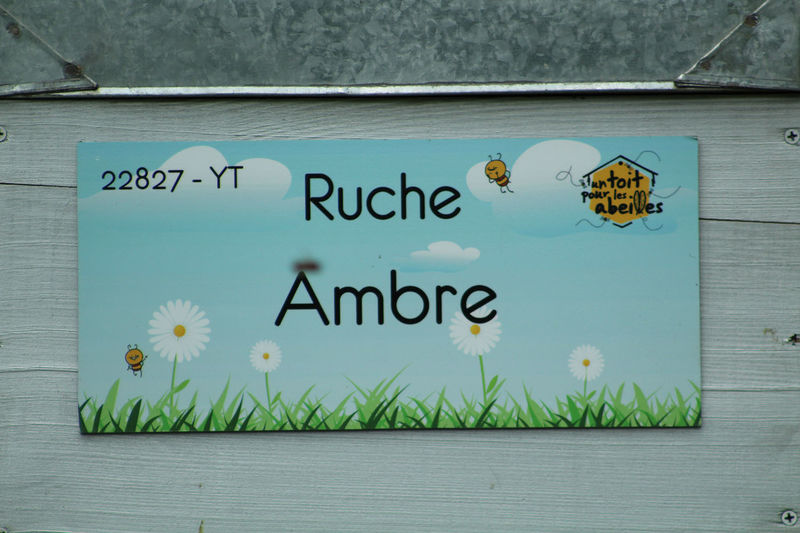 22827 - YT
Ruche
Ambre
un toit
pour les
abeilles